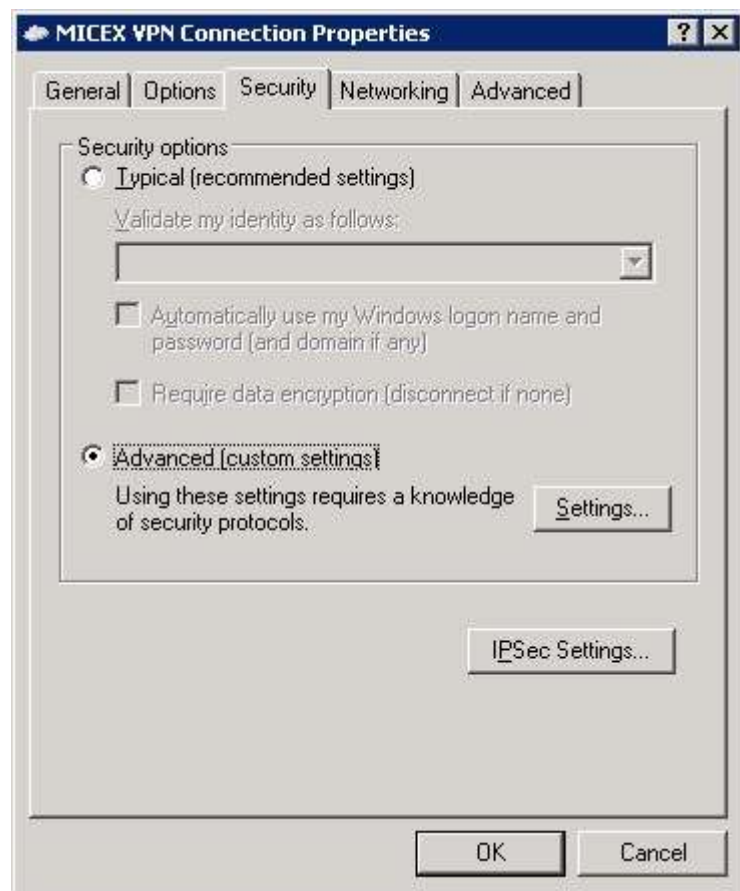 MICEX VPN Connection Properties
General Options Security Networking Advanced
Security options
Typical (recommended settings)
Validate my identity as follows:
Automatically use my Windows logon name and
password (and domain if any)
Require data encryption (disconnect if none)
Advanced (custom settings)
Using these settings requires a knowledge
of security protocols.
Settings...
IPSec Settings...
OK Cancel